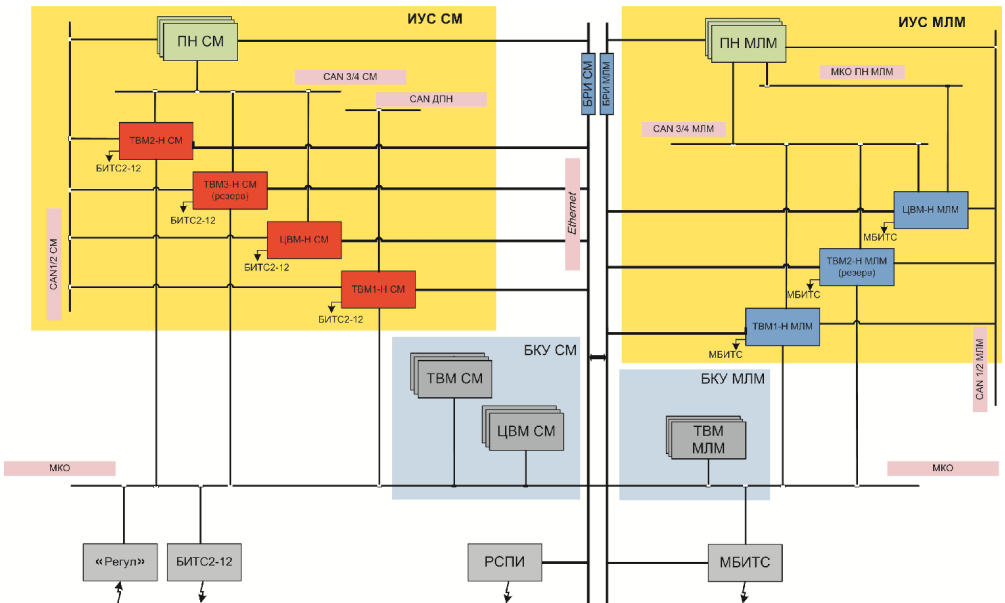 ИУС СМ
ИУС МЛМ
ПН СМ
ПН МЛМ
CAN 3/4 СМ
CAN ДПН
БРИ СМ
БРИ МЛМ
МКО ПН МЛМ
CAN 3/4 МЛМ
ТВМ2-Н СМ
БИТС2-12
ТВМ3-Н СМ
(резерв)
БИТС2-12
ЦВМ-Н СМ
БИТС2-12
ТВМ1-Н СМ
БИТС2-12
CAN1/2 СМ
Ethernet
ЦВМ-Н МЛМ
МБИТС
ТВМ2-Н МЛМ
(резерв)
МБИТС
ТВМ1-Н МЛМ
МБИТС
CAN 1/2 МЛМ
БКУ СМ
ТВМ СМ
ЦВМ СМ
БКУ МЛМ
ТВМ
МЛМ
МКО
МКО
«Регул»
БИТС2-12
РСПИ
МБИТС